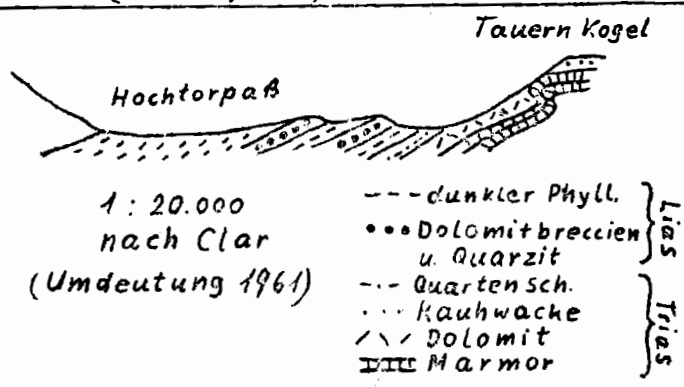 Tauern Kogel
Hochtorpaß
1 : 20.000
nach Clar
(Umdeutung 1961)
dunkler Phyll.
Dolomitbreccien
u. Quarzit
Quarten Sch.
Rauhwacke
Dolomit
Marmor
Lias
Trias